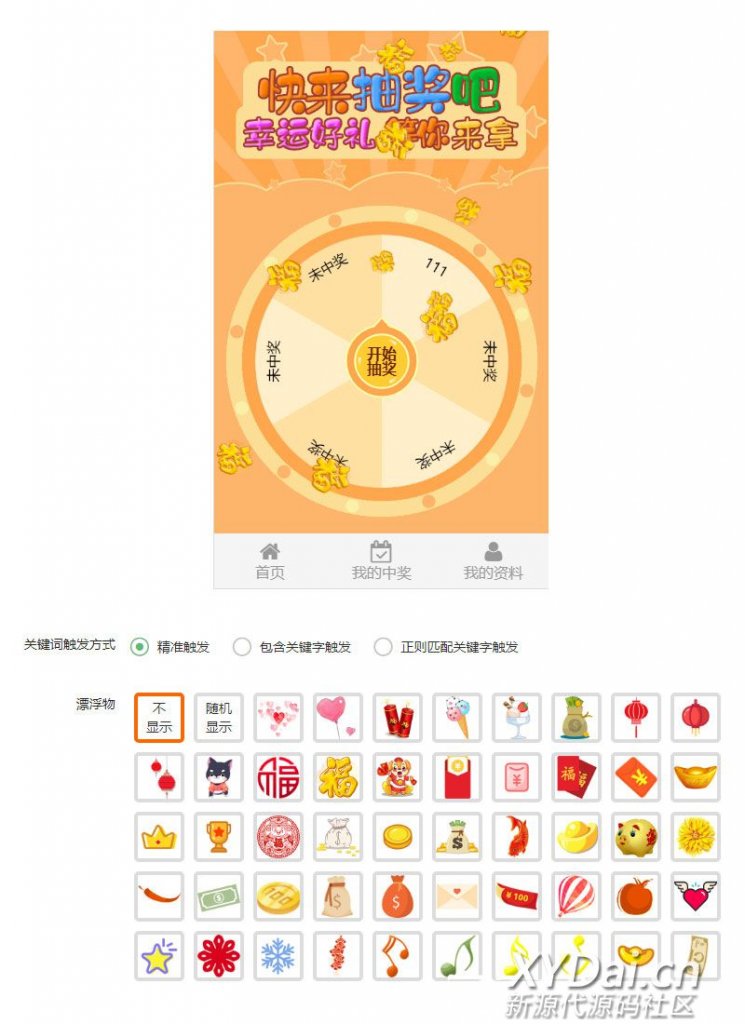 快来抽奖吧
幸运好礼 等你来拿
未中奖
111
未中奖
未中奖
未中奖
未中奖
开始
抽奖
首页
我的中奖
我的资料
关键词触发方式
精准触发
包含关键字触发
正则匹配关键字触发
漂浮物
不
显示
随机
显示
福
福
福
¥ 100
XYDai.cn
新源代源码社区